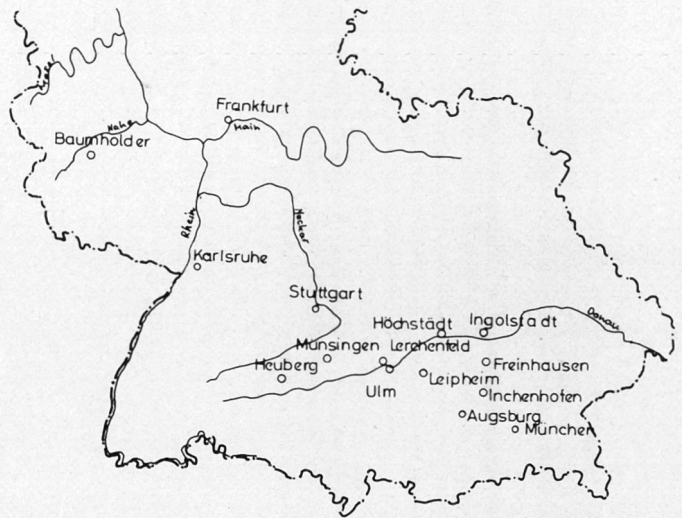 Frankfurt
Main
Mosel
Nahe
Baumholder
Rhein
Neckar
Karlsruhe
Stuttgart
Höchstädt
Ingolstadt
Donau
Münsingen
Lerchenfeld
Heuberg
Ulm
Leipheim
Freinhausen
Inchenhofen
Augsburg
München